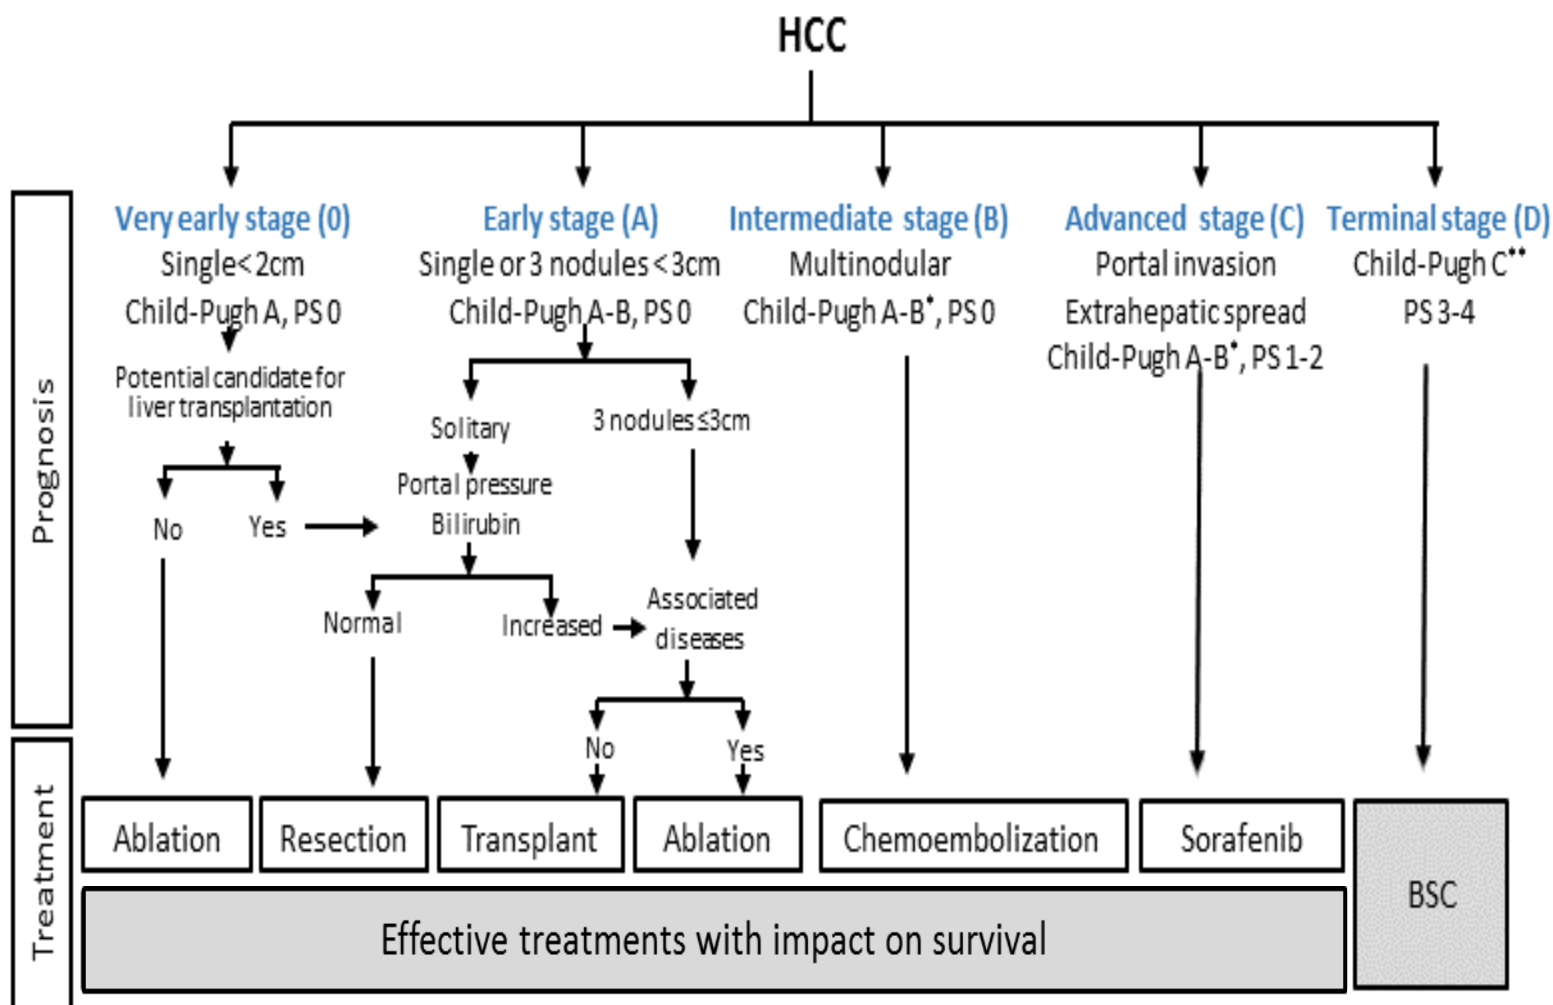 HCC
Prognosis
Very early stage (0)
Single< 2cm
Child-Pugh A, PS 0
Potential candidate for
liver transplantation
No
Yes
Early stage (A)
Single or 3 nodules < 3cm
Child-Pugh A-B, PS 0
Solitary
3 nodules ≤3cm
Portal pressure
Bilirubin
Normal
Increased
Associated
diseases
No
Yes
Intermediate stage (B)
Multinodular
Child-Pugh A-B*, PS 0
Advanced stage (C)
Portal invasion
Extrahepatic spread
Child-Pugh A-B*, PS 1-2
Terminal stage (D)
Child-Pugh C**
PS 3-4
Treatment
Ablation
Resection
Transplant
Ablation
Chemoembolization
Sorafenib
BSC
Effective treatments with impact on survival